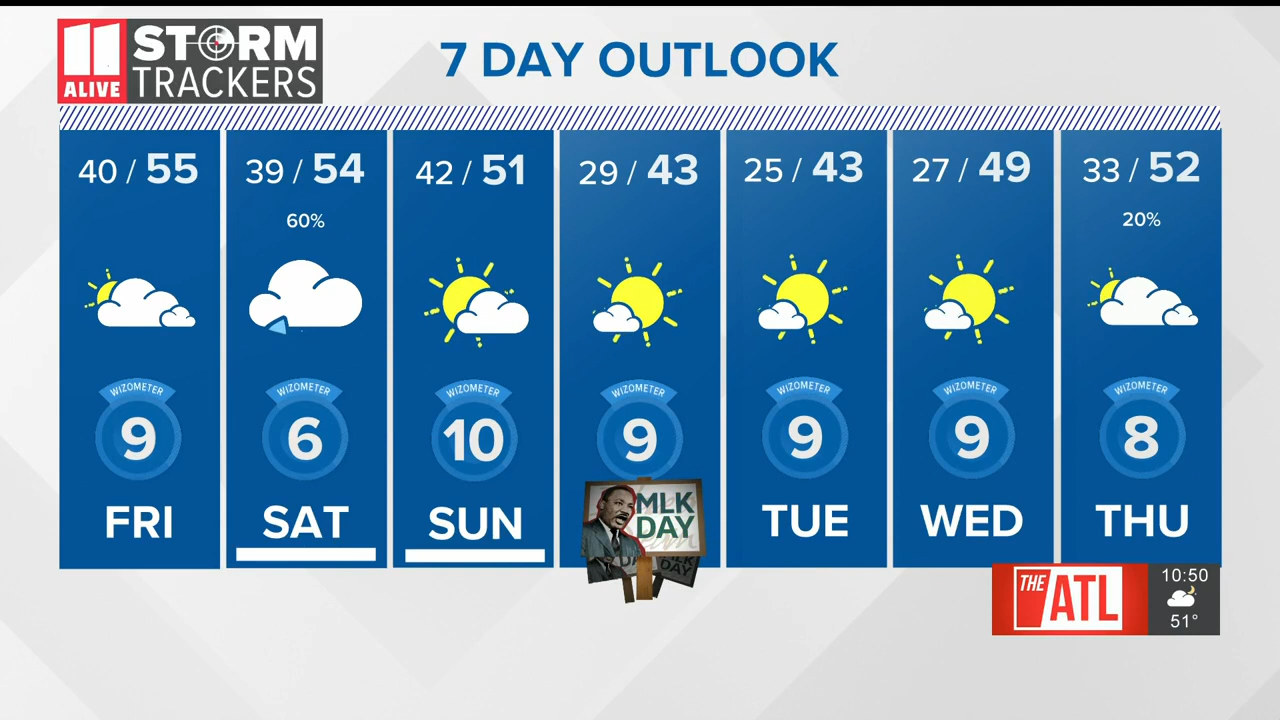 11 ALIVE
STORM
TRACKERS
7 DAY OUTLOOK
40 / 55
39 / 54
42 / 51
29 / 43
25 / 43
27 / 49
33 / 52
60%
20%
WIZOMETER
WIZOMETER
WIZOMETER
WIZOMETER
WIZOMETER
WIZOMETER
WIZOMETER
9
6
10
9
9
9
8
FRI
SAT
SUN
MLK
DAY
TUE
WED
THU
MLK
DAY
THE ATL
10:50
51°